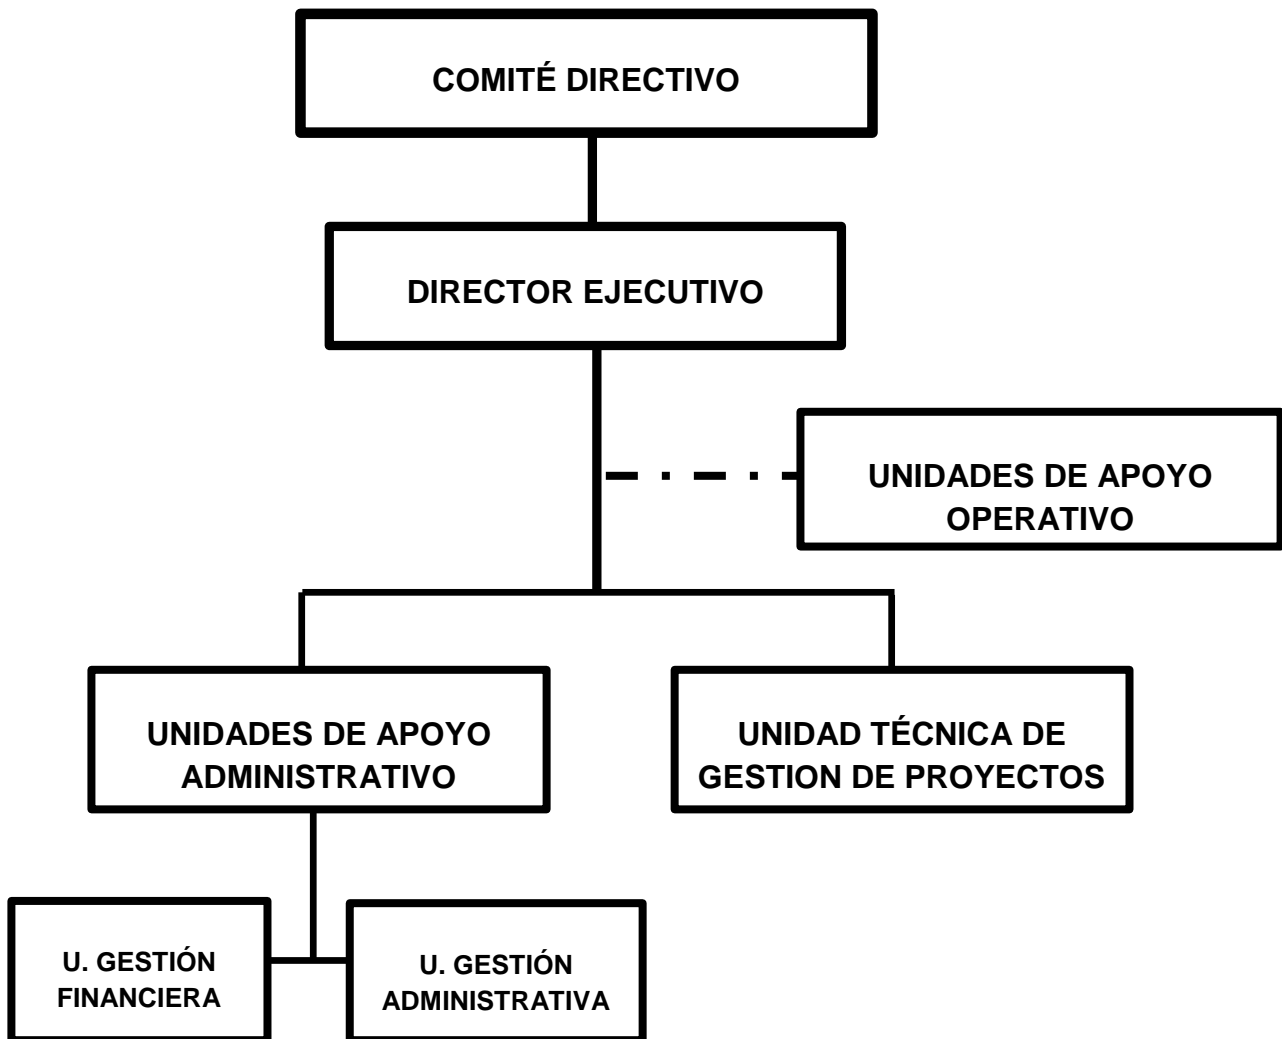 COMITÉ DIRECTIVO
DIRECTOR EJECUTIVO
UNIDADES DE APOYO
OPERATIVO
UNIDADES DE APOYO
ADMINISTRATIVO
UNIDAD TÉCNICA DE
GESTION DE PROYECTOS
U. GESTIÓN
FINANCIERA
U. GESTIÓN
ADMINISTRATIVA